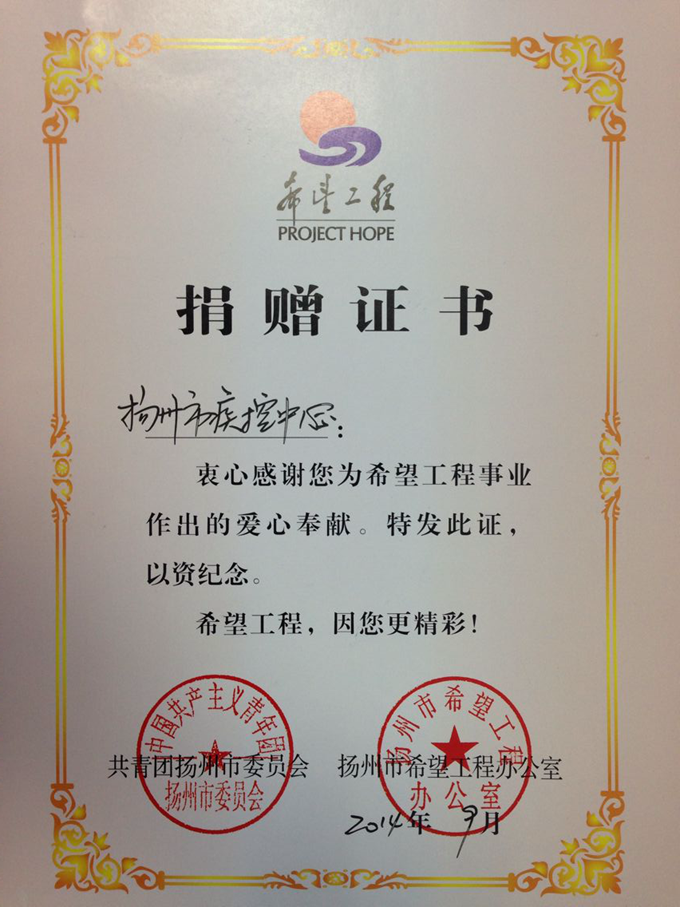 希望工程
PROJECT HOPE
捐赠证书
扬州市疾控中心:
衷心感谢您为希望工程事业
作出的爱心奉献。特发此证，
以资纪念。
希望工程，因您更精彩！
中国共产主义青年团
扬州市委员会
扬州市希望工程
办公室
共青团扬州市委员会 扬州市希望工程办公室
2014年9月